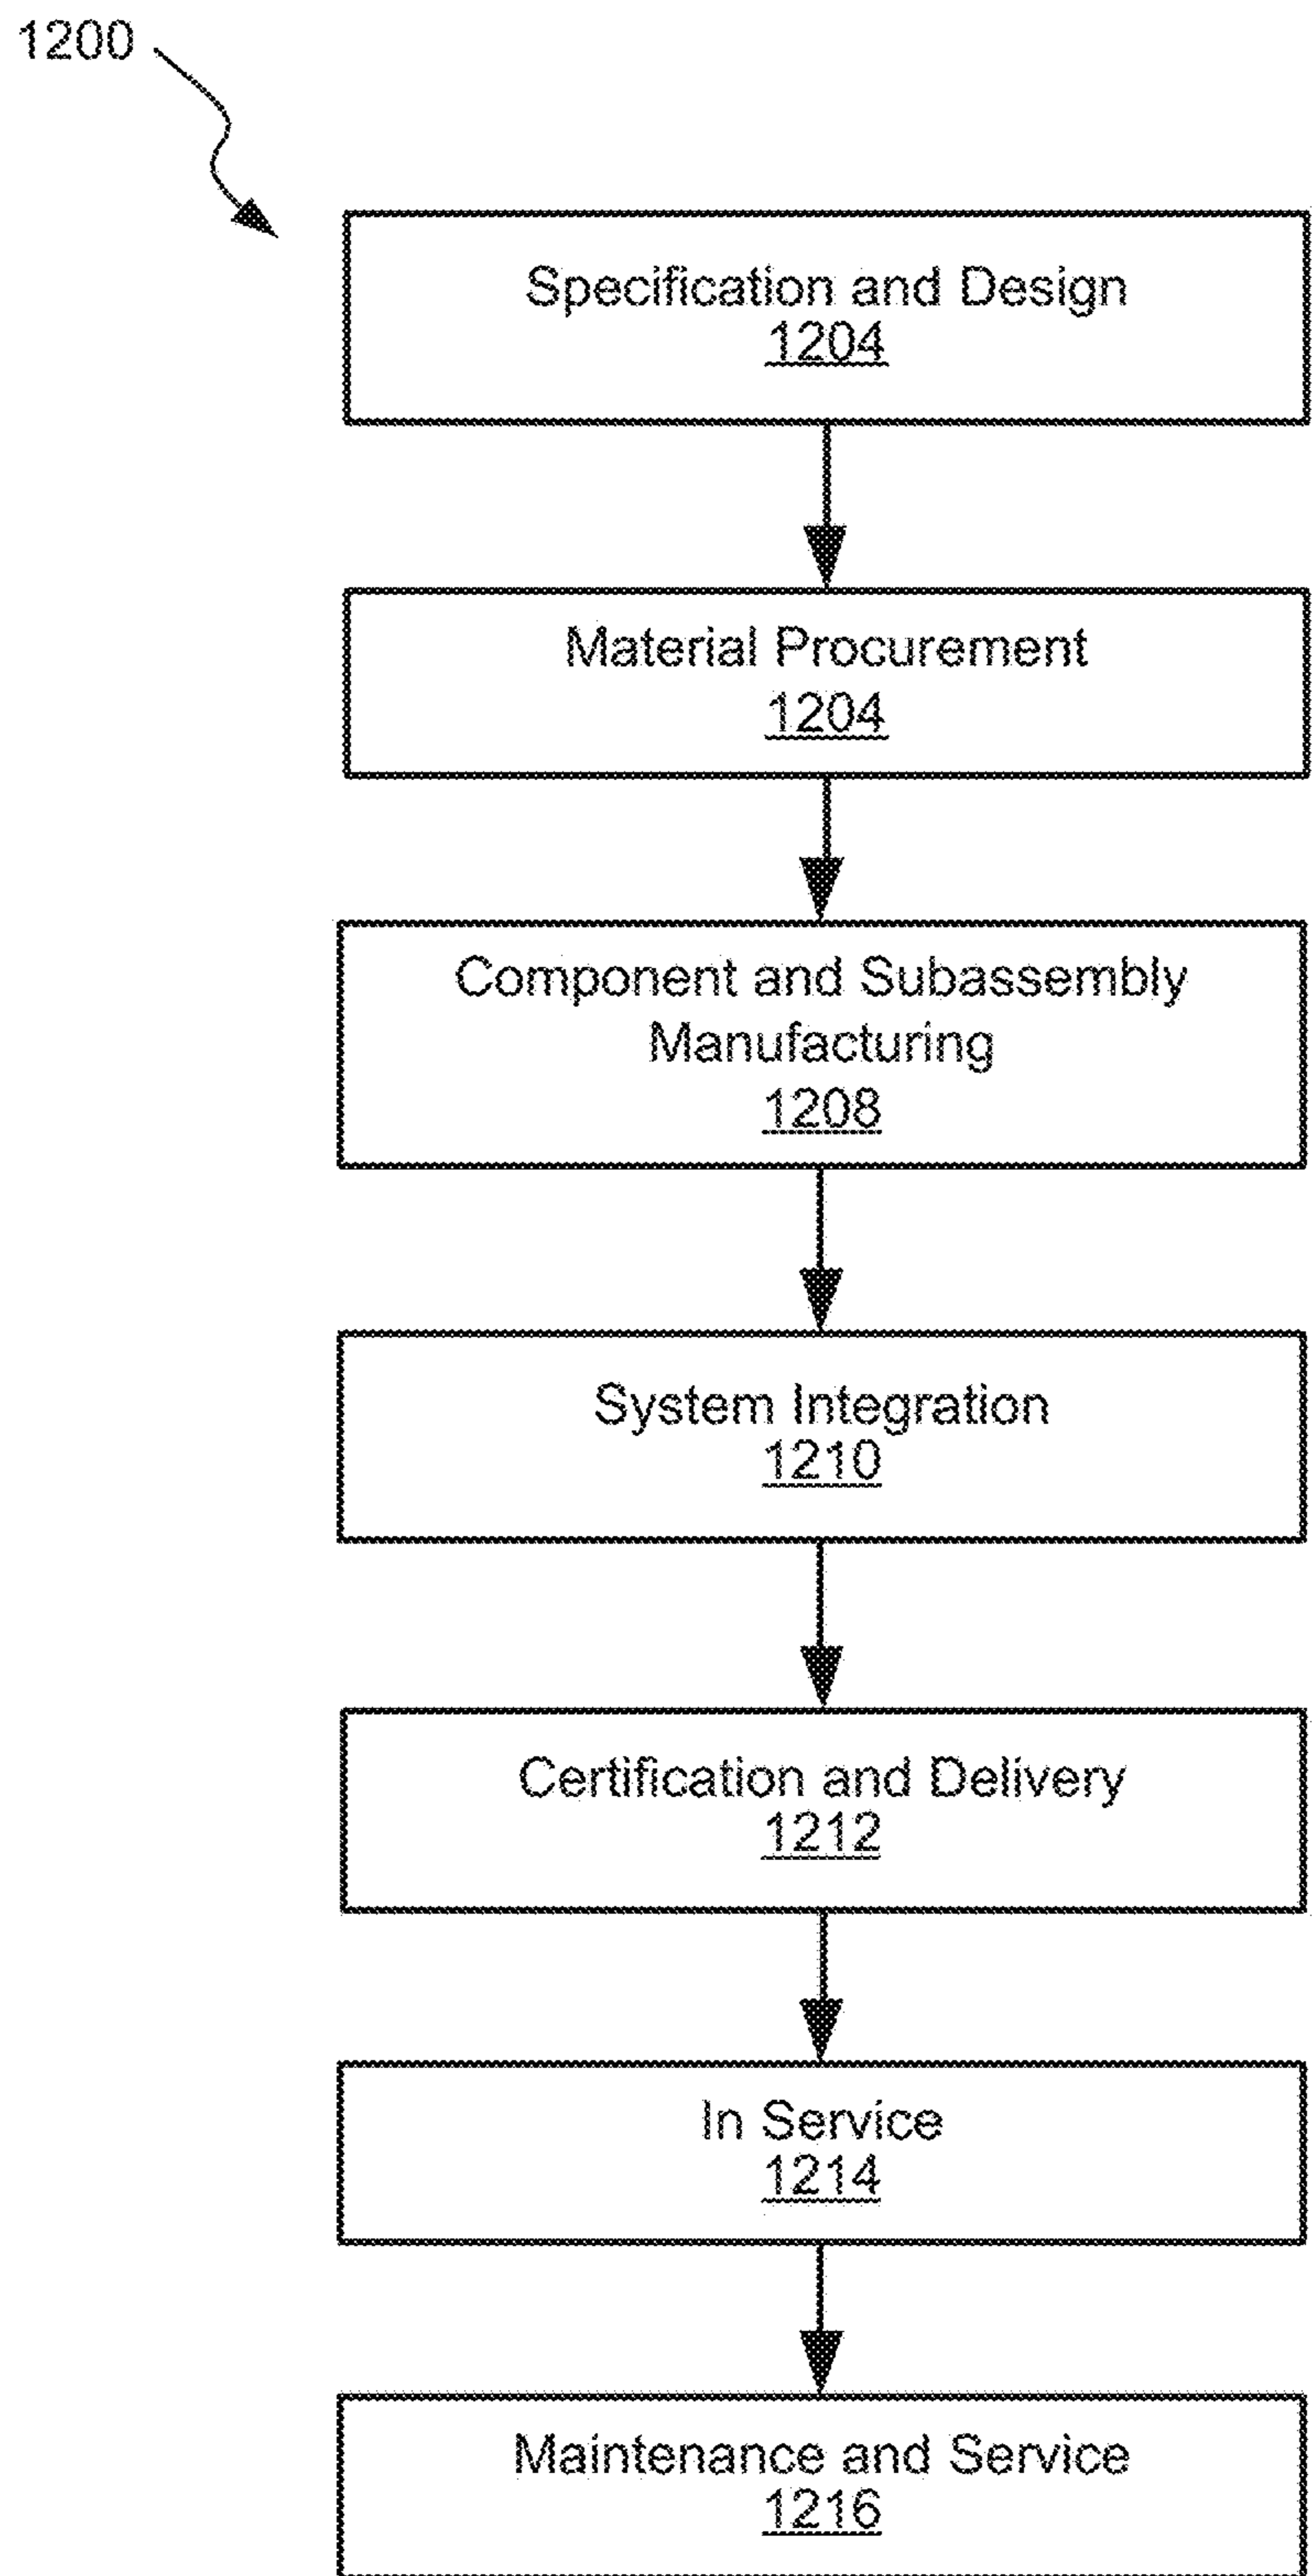 1200
Specification and Design
1204
Material Procurement
1204
Component and Subassembly
Manufacturing
1208
System Integration
1210
Certification and Delivery
1212
In Service
1214
Maintenance and Service
1216